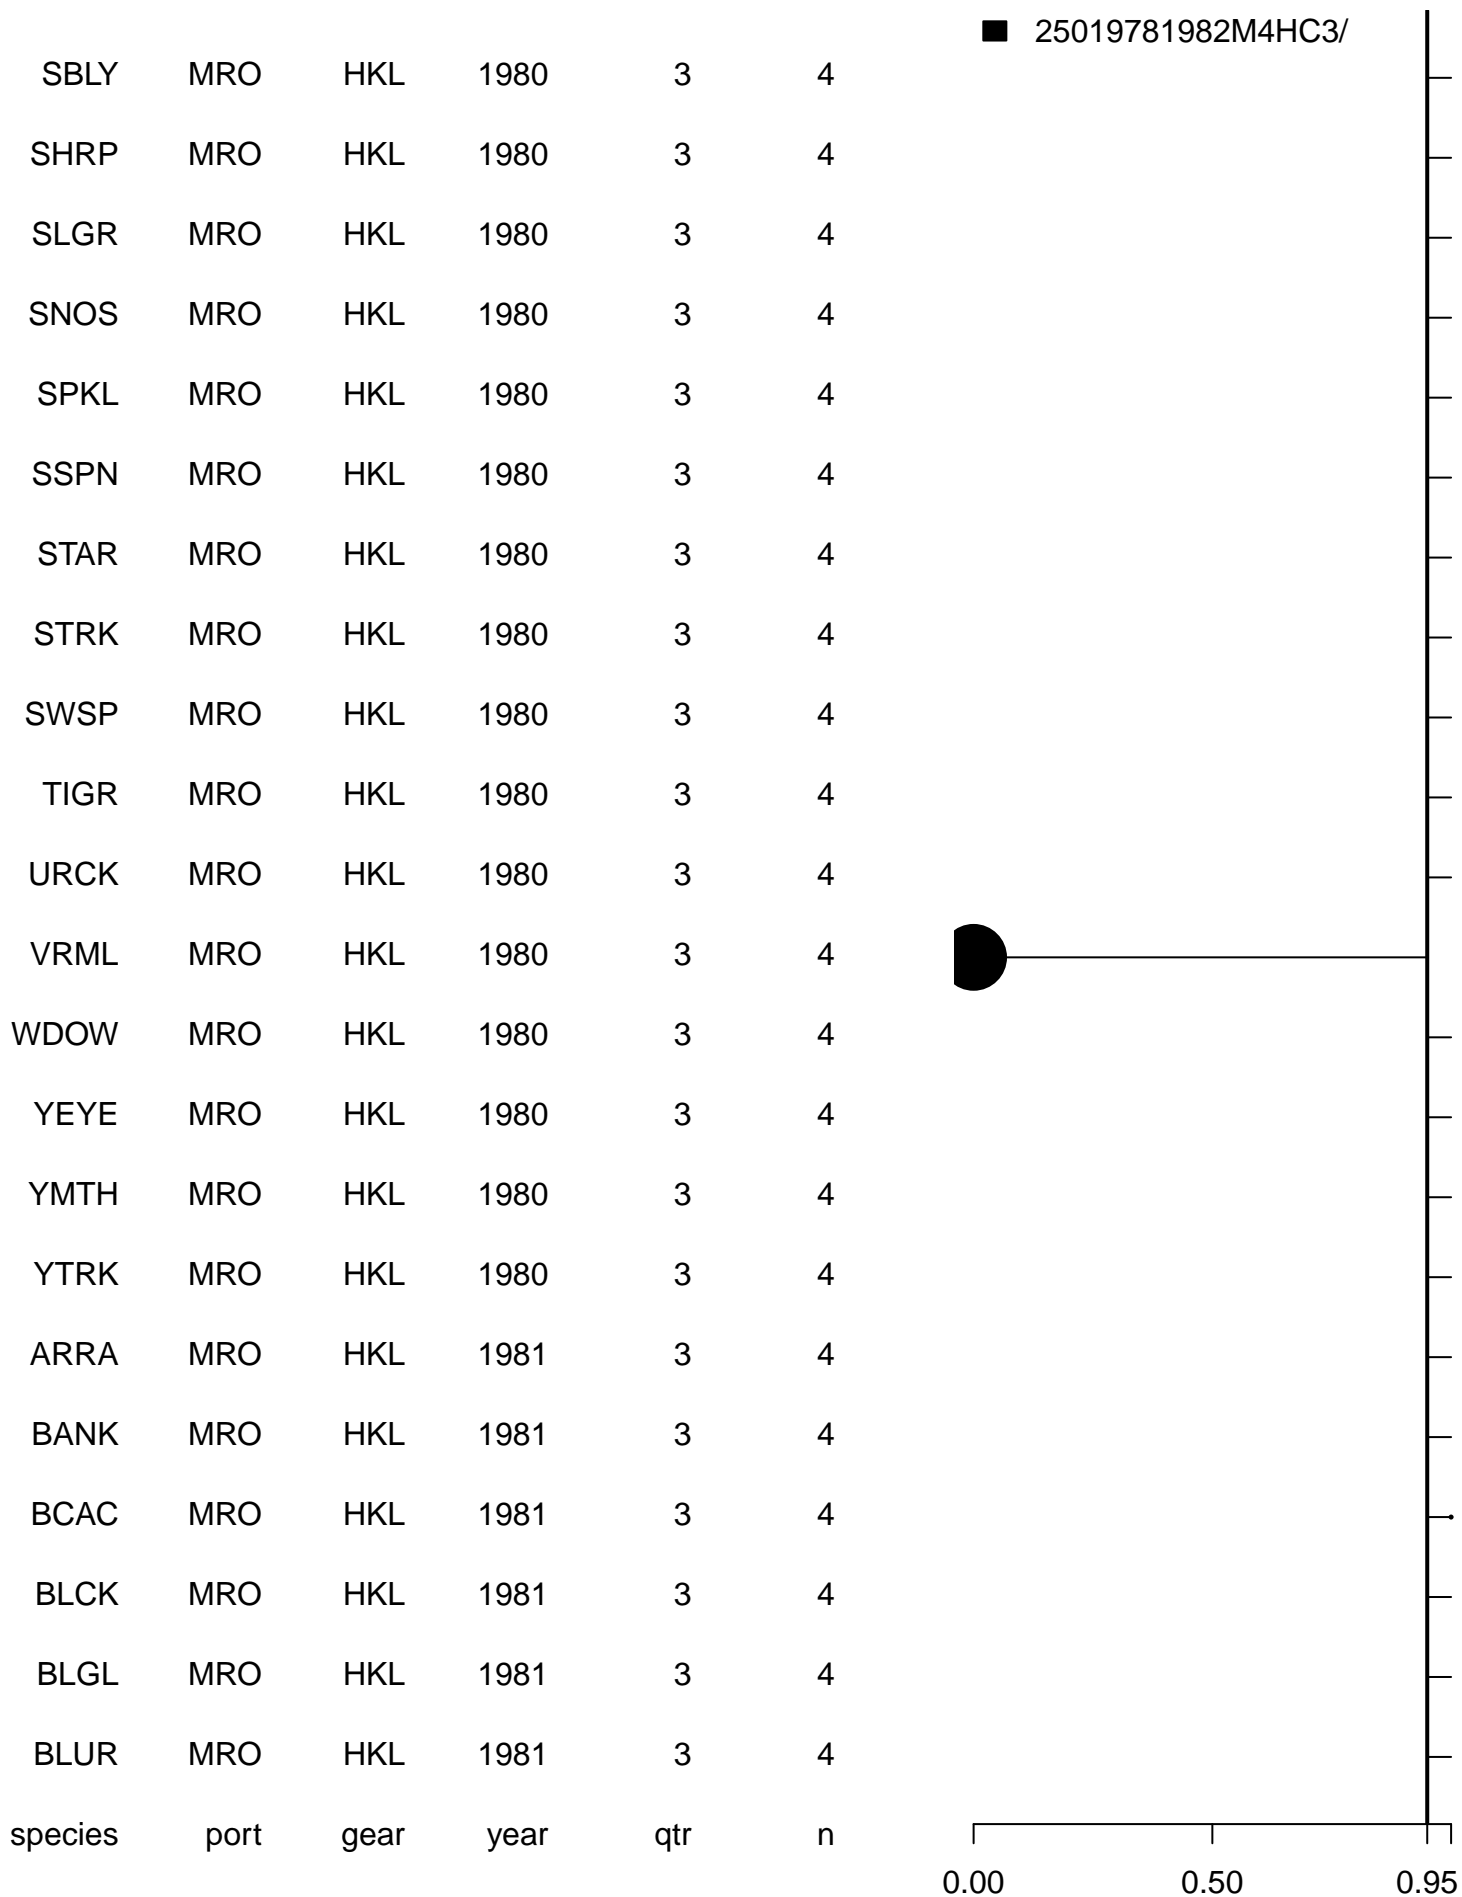 25019781982M4HC3/
SBLY MRO HKL 1980 3 4
SHRP MRO HKL 1980 3 4
SLGR MRO HKL 1980 3 4
SNOS MRO HKL 1980 3 4
SPKL MRO HKL 1980 3 4
SSPN MRO HKL 1980 3 4
STAR MRO HKL 1980 3 4
STRK MRO HKL 1980 3 4
SWSP MRO HKL 1980 3 4
TIGR MRO HKL 1980 3 4
URCK MRO HKL 1980 3 4
VRML MRO HKL 1980 3 4
WDOW MRO HKL 1980 3 4
YEYE MRO HKL 1980 3 4
YMTH MRO HKL 1980 3 4
YTRK MRO HKL 1980 3 4
ARRA MRO HKL 1981 3 4
BANK MRO HKL 1981 3 4
BCAC MRO HKL 1981 3 4
BLCK MRO HKL 1981 3 4
BLGL MRO HKL 1981 3 4
BLUR MRO HKL 1981 3 4
species port gear year qtr n
0.00 0.50 0.95